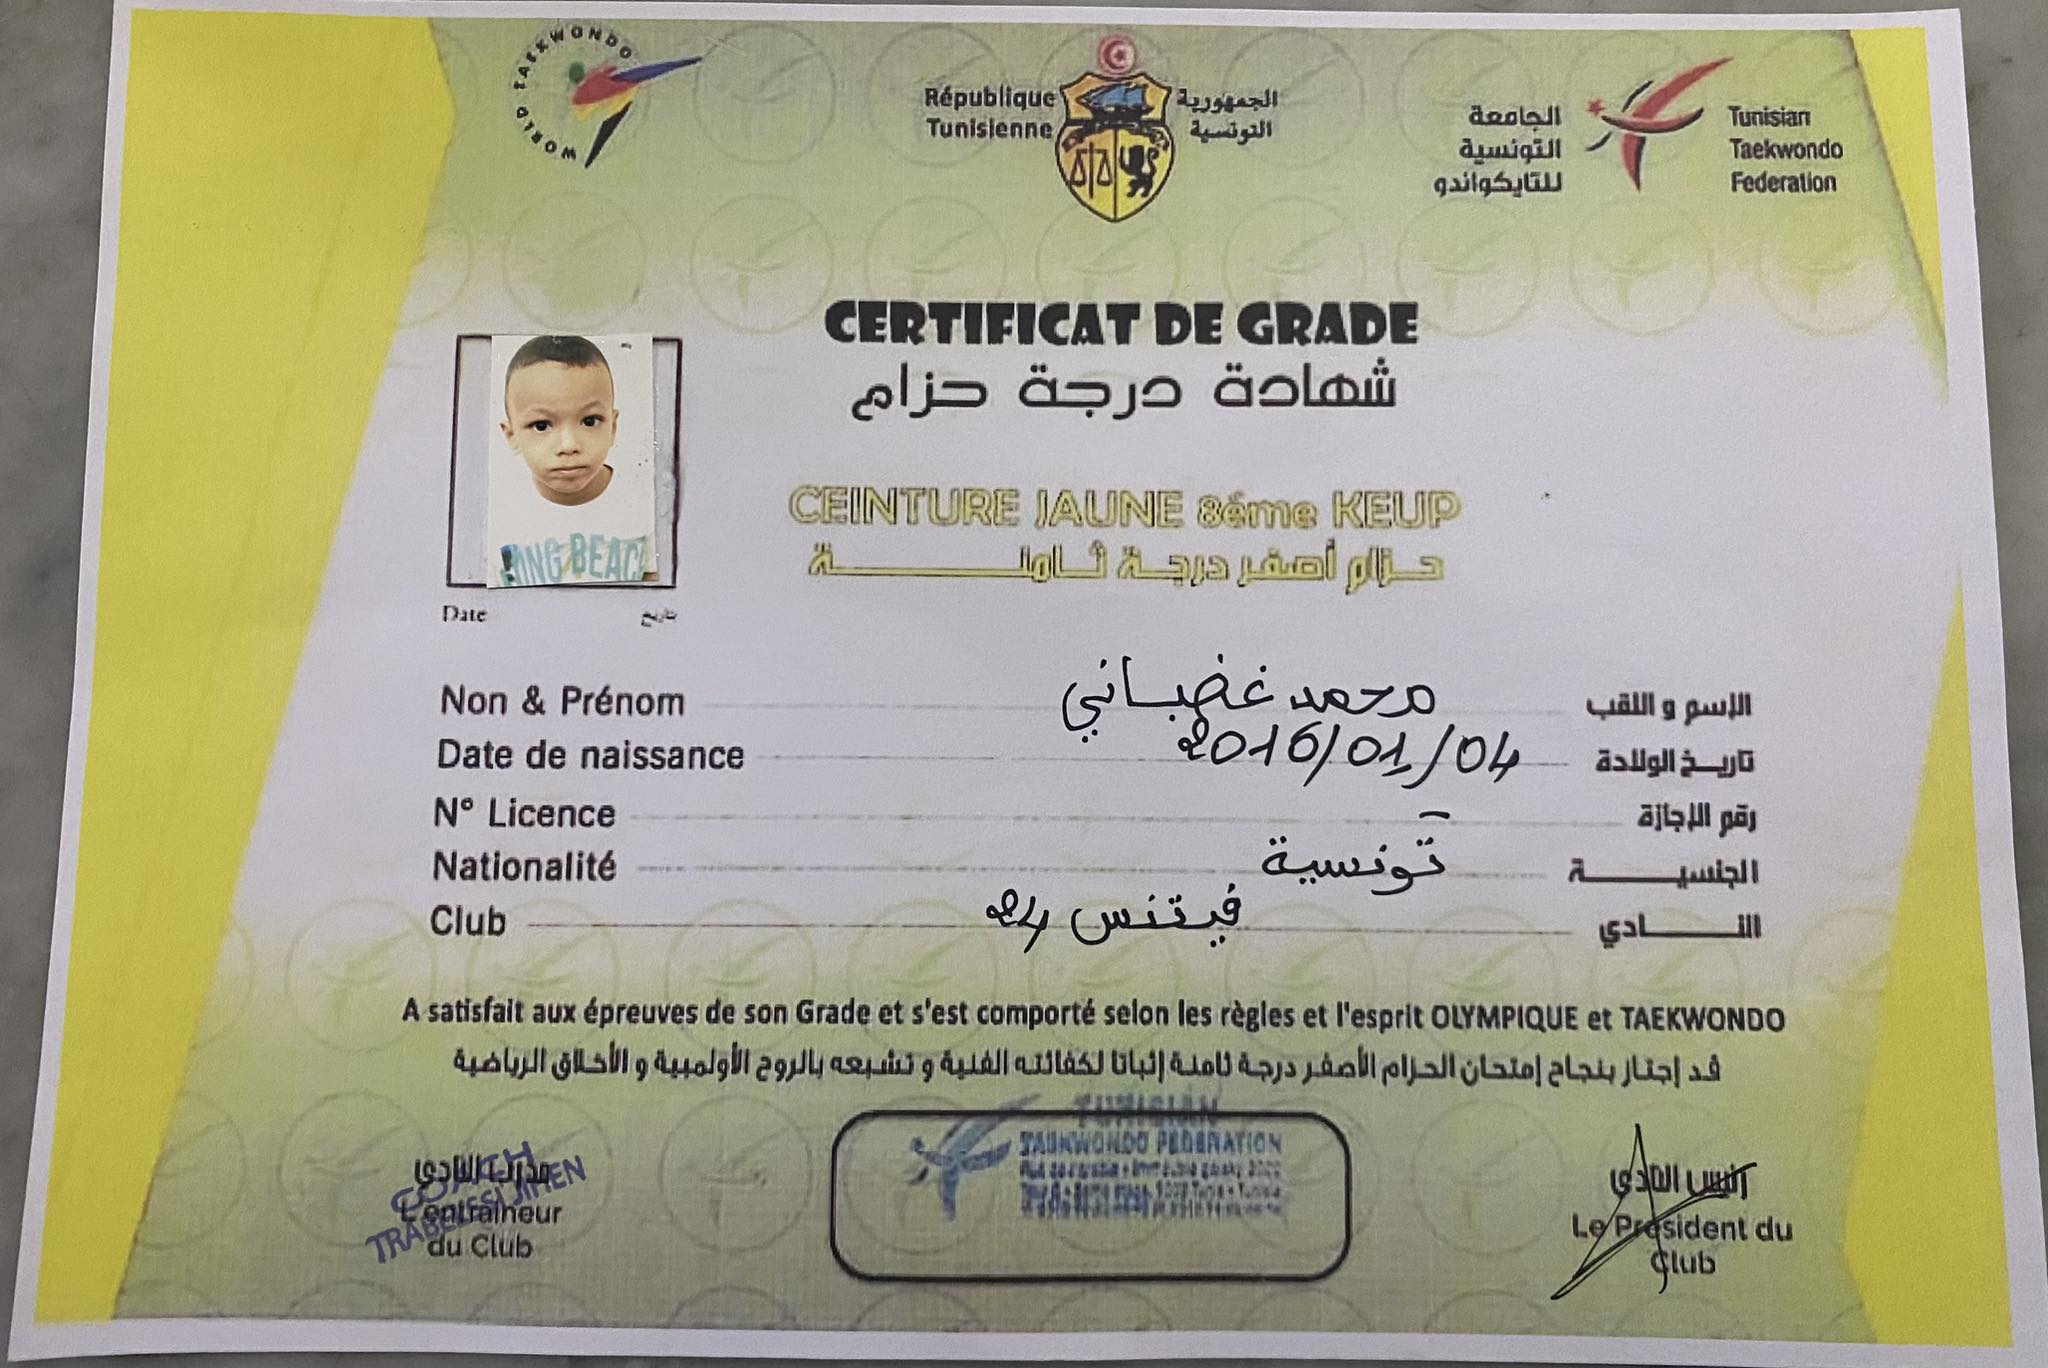 WORLD TAEKWONDO
République Tunisienne
الجمهورية التونسية
الجامعة التونسية للتايكواندو
Tunisian Taekwondo Federation
CERTIFICAT DE GRADE
شهادة درجة حزام
CEINTURE JAUNE 8éme KEUP
حزام أصفر درجة ثامنة
Date تاريخ
Non & Prénom محمد غضباني الإسم و اللقب
Date de naissance 2016/01/04 تاريخ الولادة
N° Licence - رقم الإجازة
Nationalité تونسية الجنسية
Club فيتنس 24 النادي
A satisfait aux épreuves de son Grade et s'est comporté selon les règles et l'esprit OLYMPIQUE et TAEKWONDO
قد إجتاز بنجاح إمتحان الحزام الأصفر درجة ثامنة إثباتا لكفائته الفنية و تشبعه بالروح الأولمبية و الأخلاق الرياضية
TUNISIAN
TAEKWONDO FEDERATION
مدرب النادي
L'entraîneur
du Club
COACH
TRABELSI JIHEN
رئيس النادي
Le Président du
Club